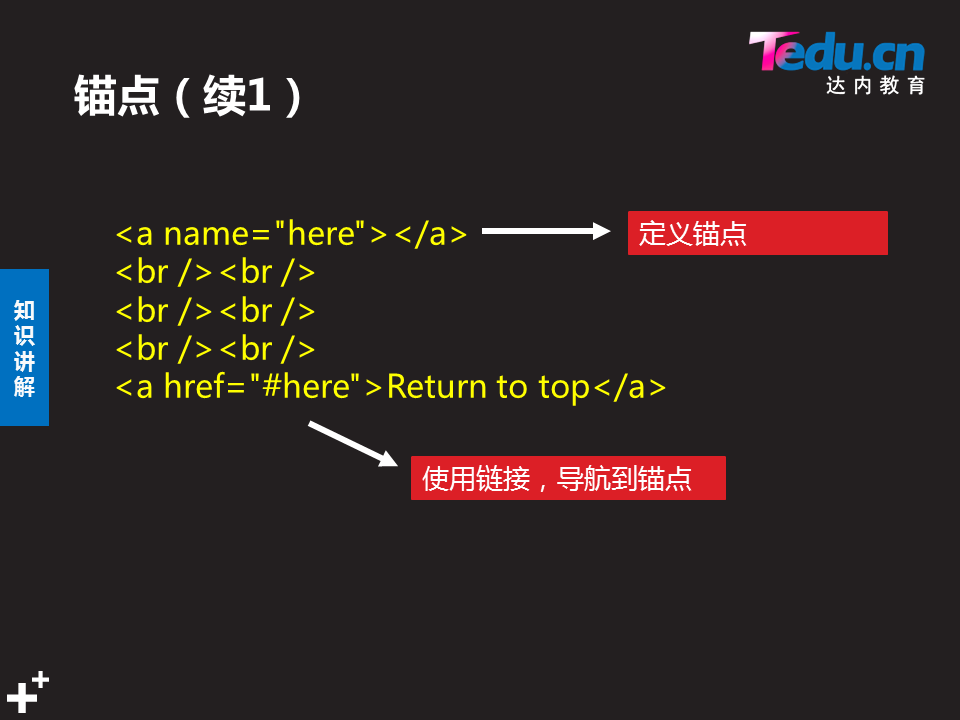 Tedu.cn
达内教育
锚点（续1）
<a name="here"></a>
定义锚点
<br /><br />
<br /><br />
<br /><br />
<a href="#here">Return to top</a>
使用链接，导航到锚点
知
识
讲
解